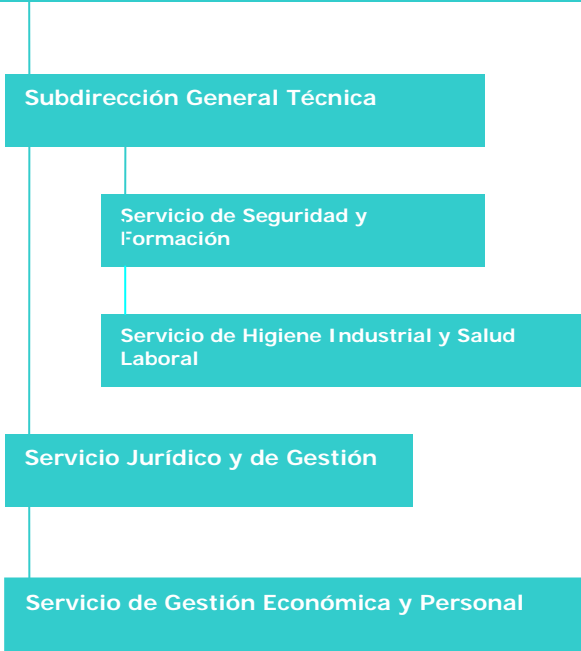 Subdirección General Técnica
Servicio de Seguridad y
Formación
Servicio de Higiene Industrial y Salud
Laboral
Servicio Jurídico y de Gestión
Servicio de Gestión Económica y Personal